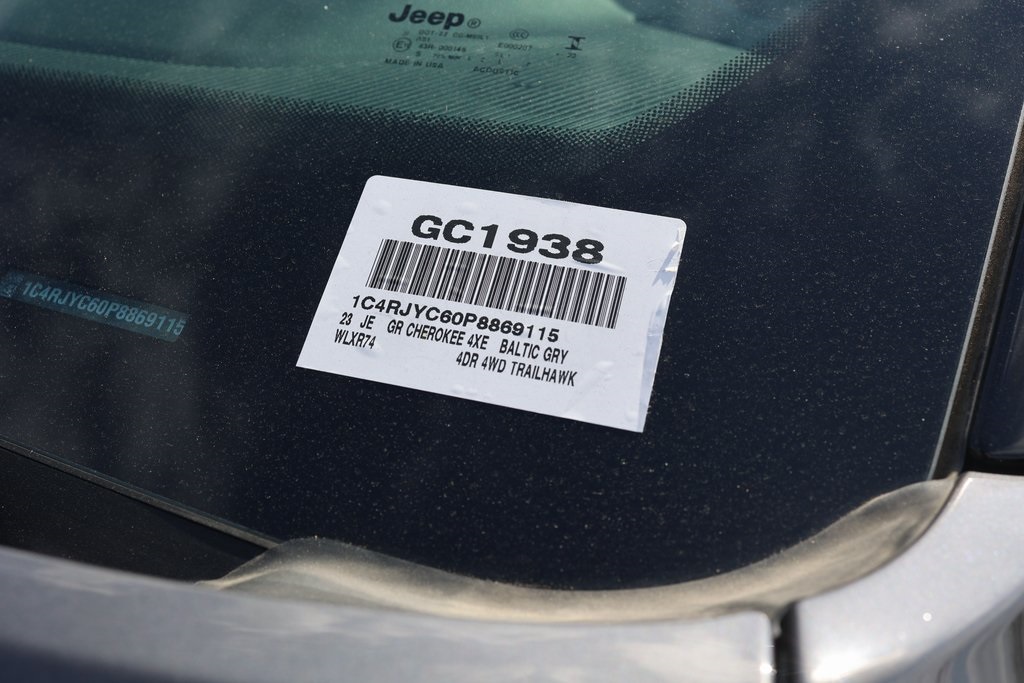 Jeep®
MADE IN USA
GC1938
1C4RJYC60P8869115
23 JE GR CHEROKEE 4XE BALTIC GRY
WLXR74 4DR 4WD TRAILHAWK
1C4RJYC60P8869115